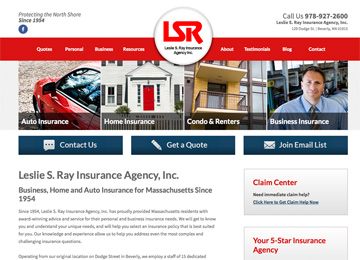 Protecting the North Shore
Since 1954
Call Us 978-927-2600
Leslie S. Ray Insurance Agency, Inc.
129 Dodge St. | Beverly, MA 01915
LSR
Leslie S. Ray Insurance
Agency Inc.
Quotes Personal Business Resources About Testimonials Blog Contact
Auto Insurance Home Insurance Condo & Renters Business Insurance
Contact Us Get a Quote Join Email List
Leslie S. Ray Insurance Agency, Inc.
Business, Home and Auto Insurance for Massachusetts Since
1954
Since 1954, Leslie S. Ray Insurance Agency, Inc. has proudly provided Massachusetts residents with
award-winning advice and service for their personal and business insurance needs. We will get to know
you and understand your unique needs, and will help you select an insurance policy that is best suited
for you. Our knowledge and experience allow us to help you address even the most complex and
challenging insurance questions.
Operating from our original location on Dodge Street in Beverly, we employ a staff of 15 dedicated
Claim Center
Need immediate claim help?
Click Here to Get Claim Help Now
Your 5-Star Insurance
Agency